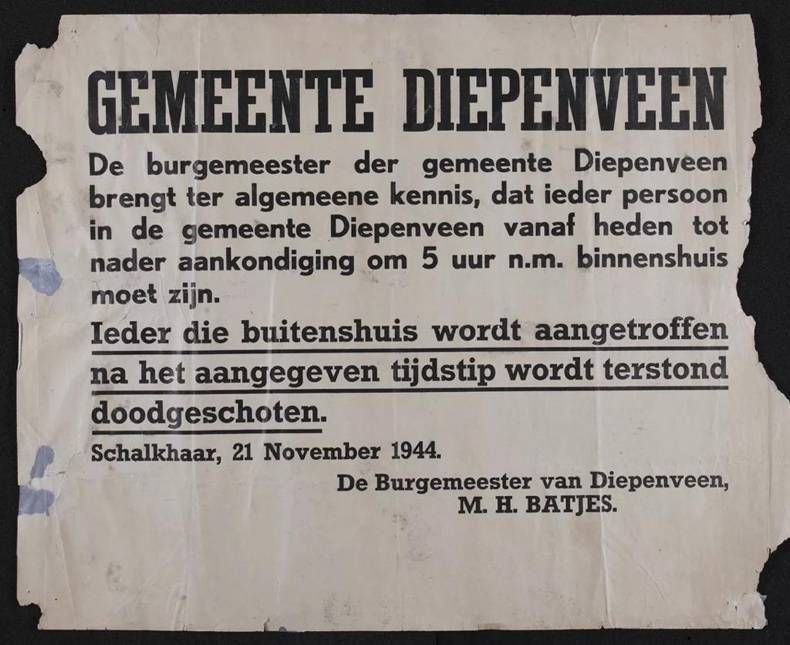 GEMEENTE DIEPENVEEN
De burgemeester der gemeente Diepenveen
brengt ter algemeene kennis, dat ieder persoon
in de gemeente Diepenveen vanaf heden tot
nader aankondiging om 5 uur n.m. binnenshuis
moet zijn.
Ieder die buitenshuis wordt aangetroffen
na het aangegeven tijdstip wordt terstond
doodgeschoten.
Schalkhaar, 21 November 1944.
De Burgemeester van Diepenveen,
M. H. BATJES.